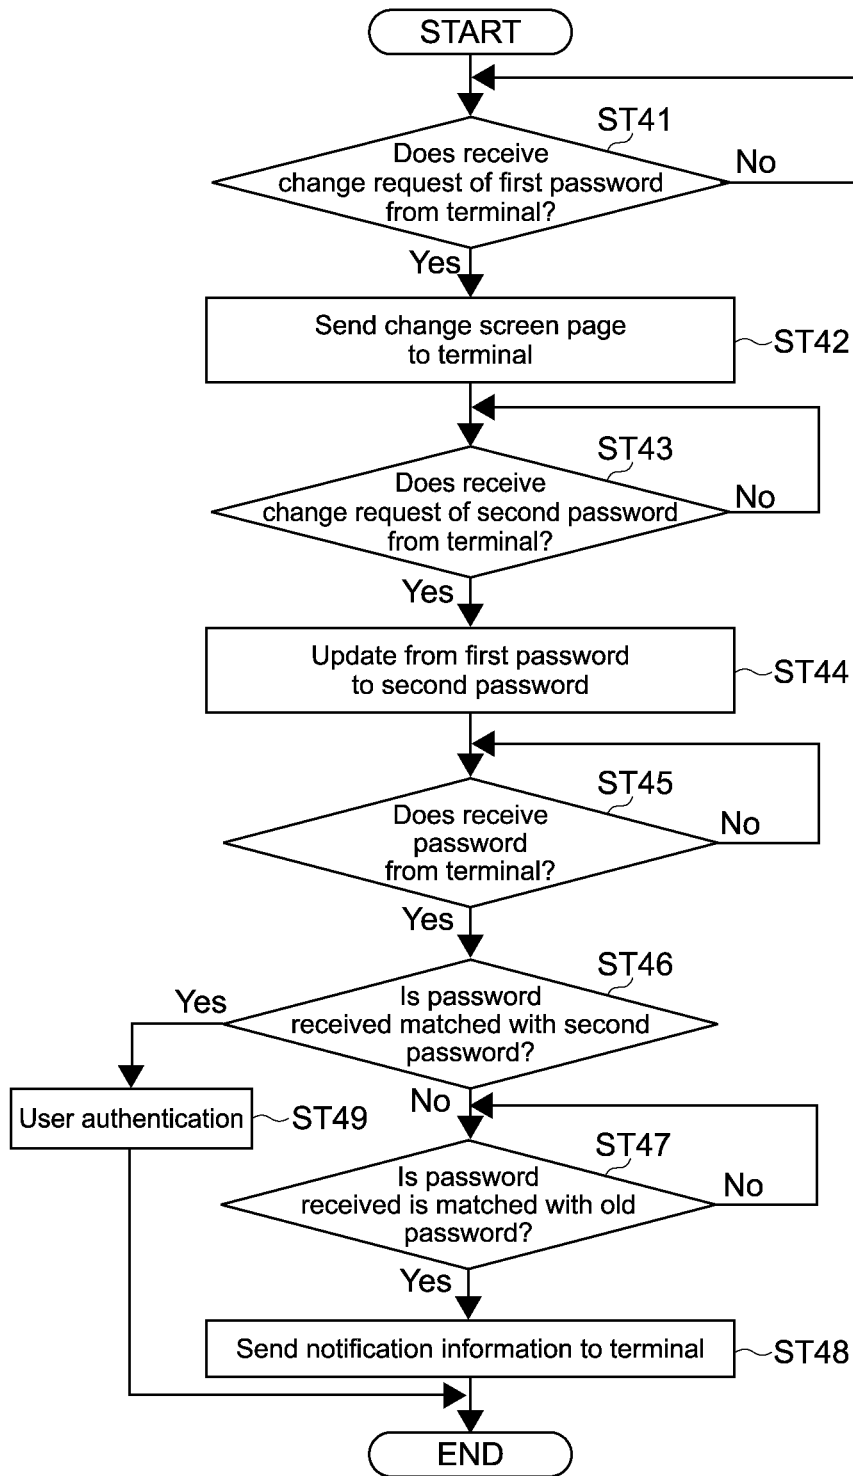 START
ST41
Does receive
change request of first password
from terminal?
No
Yes
Send change screen page
to terminal
ST42
ST43
Does receive
change request of second password
from terminal?
No
Yes
Update from first password
to second password
ST44
ST45
Does receive
password
from terminal?
No
Yes
ST46
Is password
received matched with second
password?
Yes
No
User authentication
ST49
ST47
Is password
received is matched with old
password?
No
Yes
Send notification information to terminal
ST48
END